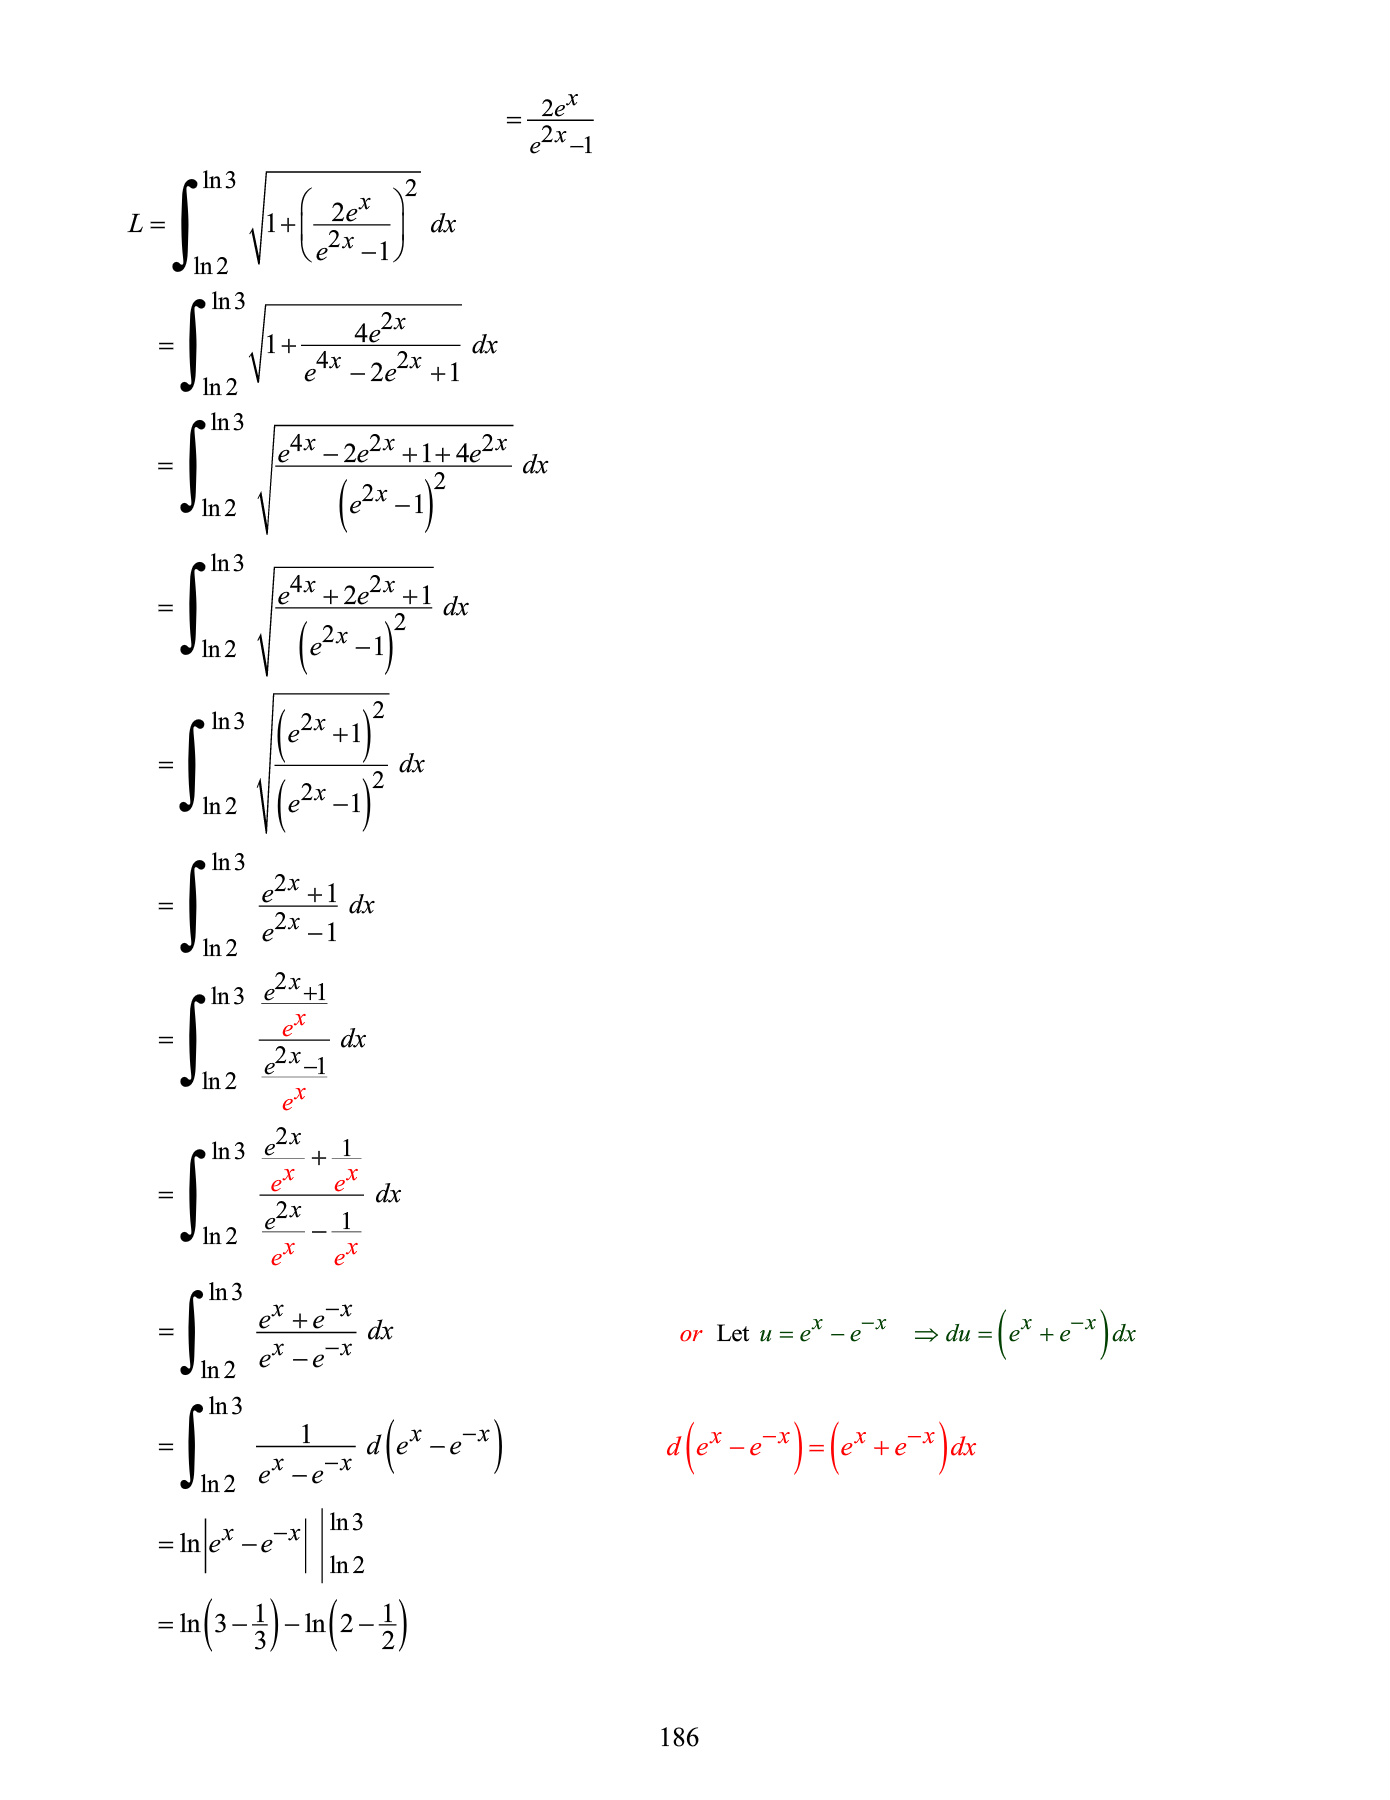 $= \frac{2e^x}{e^{2x}-1}$
$L = \int_{\ln 2}^{\ln 3} \sqrt{1+\left(\frac{2e^x}{e^{2x}-1}\right)^2}\ dx$
$= \int_{\ln 2}^{\ln 3} \sqrt{1+\frac{4e^{2x}}{e^{4x}-2e^{2x}+1}}\ dx$
$= \int_{\ln 2}^{\ln 3} \sqrt{\frac{e^{4x}-2e^{2x}+1+4e^{2x}}{\left(e^{2x}-1\right)^2}}\ dx$
$= \int_{\ln 2}^{\ln 3} \sqrt{\frac{e^{4x}+2e^{2x}+1}{\left(e^{2x}-1\right)^2}}\ dx$
$= \int_{\ln 2}^{\ln 3} \sqrt{\frac{\left(e^{2x}+1\right)^2}{\left(e^{2x}-1\right)^2}}\ dx$
$= \int_{\ln 2}^{\ln 3} \frac{e^{2x}+1}{e^{2x}-1}\ dx$
$= \int_{\ln 2}^{\ln 3} \frac{\frac{e^{2x}+1}{e^x}}{\frac{e^{2x}-1}{e^x}}\ dx$
$= \int_{\ln 2}^{\ln 3} \frac{\frac{e^{2x}}{e^x}+\frac{1}{e^x}}{\frac{e^{2x}}{e^x}-\frac{1}{e^x}}\ dx$
$= \int_{\ln 2}^{\ln 3} \frac{e^x+e^{-x}}{e^x-e^{-x}}\ dx$ or Let $u = e^x - e^{-x} \Rightarrow du = \left(e^x+e^{-x}\right)dx$
$= \int_{\ln 2}^{\ln 3} \frac{1}{e^x-e^{-x}}\ d\left(e^x-e^{-x}\right)$ $d\left(e^x-e^{-x}\right) = \left(e^x+e^{-x}\right)dx$
$= \ln\left|e^x-e^{-x}\right| \Big|_{\ln 2}^{\ln 3}$
$= \ln\left(3-\frac{1}{3}\right) - \ln\left(2-\frac{1}{2}\right)$
186